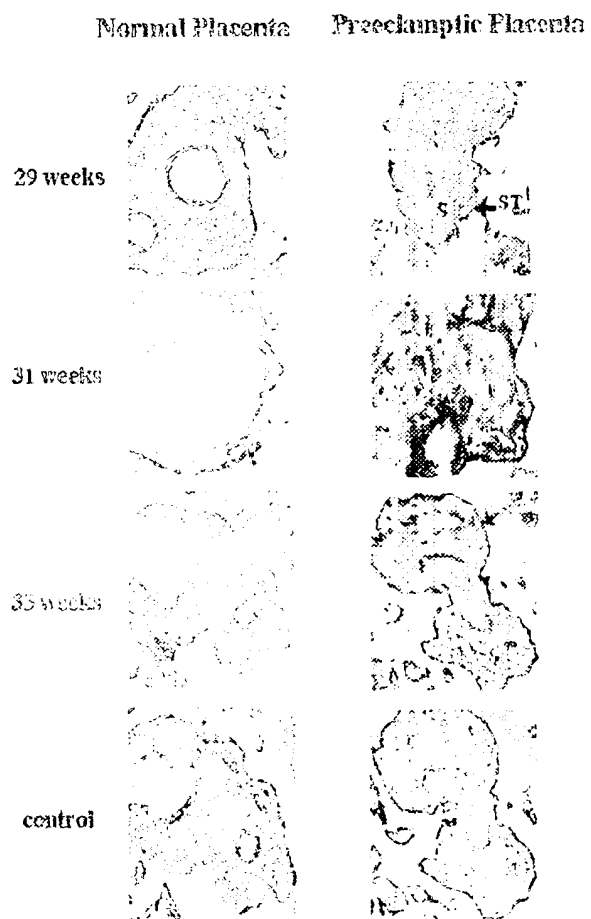 Normal Placenta Preeclamptic Placenta
29 weeks
S ST
31 weeks
35 weeks
control